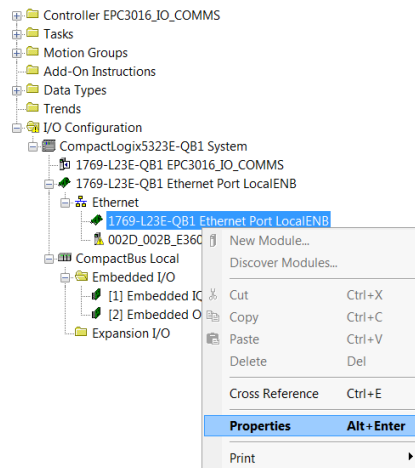 Controller EPC3016_IO_COMMS
Tasks
Motion Groups
Add-On Instructions
Data Types
Trends
I/O Configuration
CompactLogix5323E-QB1 System
1769-L23E-QB1 EPC3016_IO_COMMS
1769-L23E-QB1 Ethernet Port LocalENB
Ethernet
1769-L23E-QB1 Ethernet Port LocalENB
002D_002B_E360
CompactBus Local
Embedded I/O
[1] Embedded IQ
[2] Embedded O
Expansion I/O
New Module...
Discover Modules...
Cut Ctrl+X
Copy Ctrl+C
Paste Ctrl+V
Delete Del
Cross Reference Ctrl+E
Properties Alt+Enter
Print